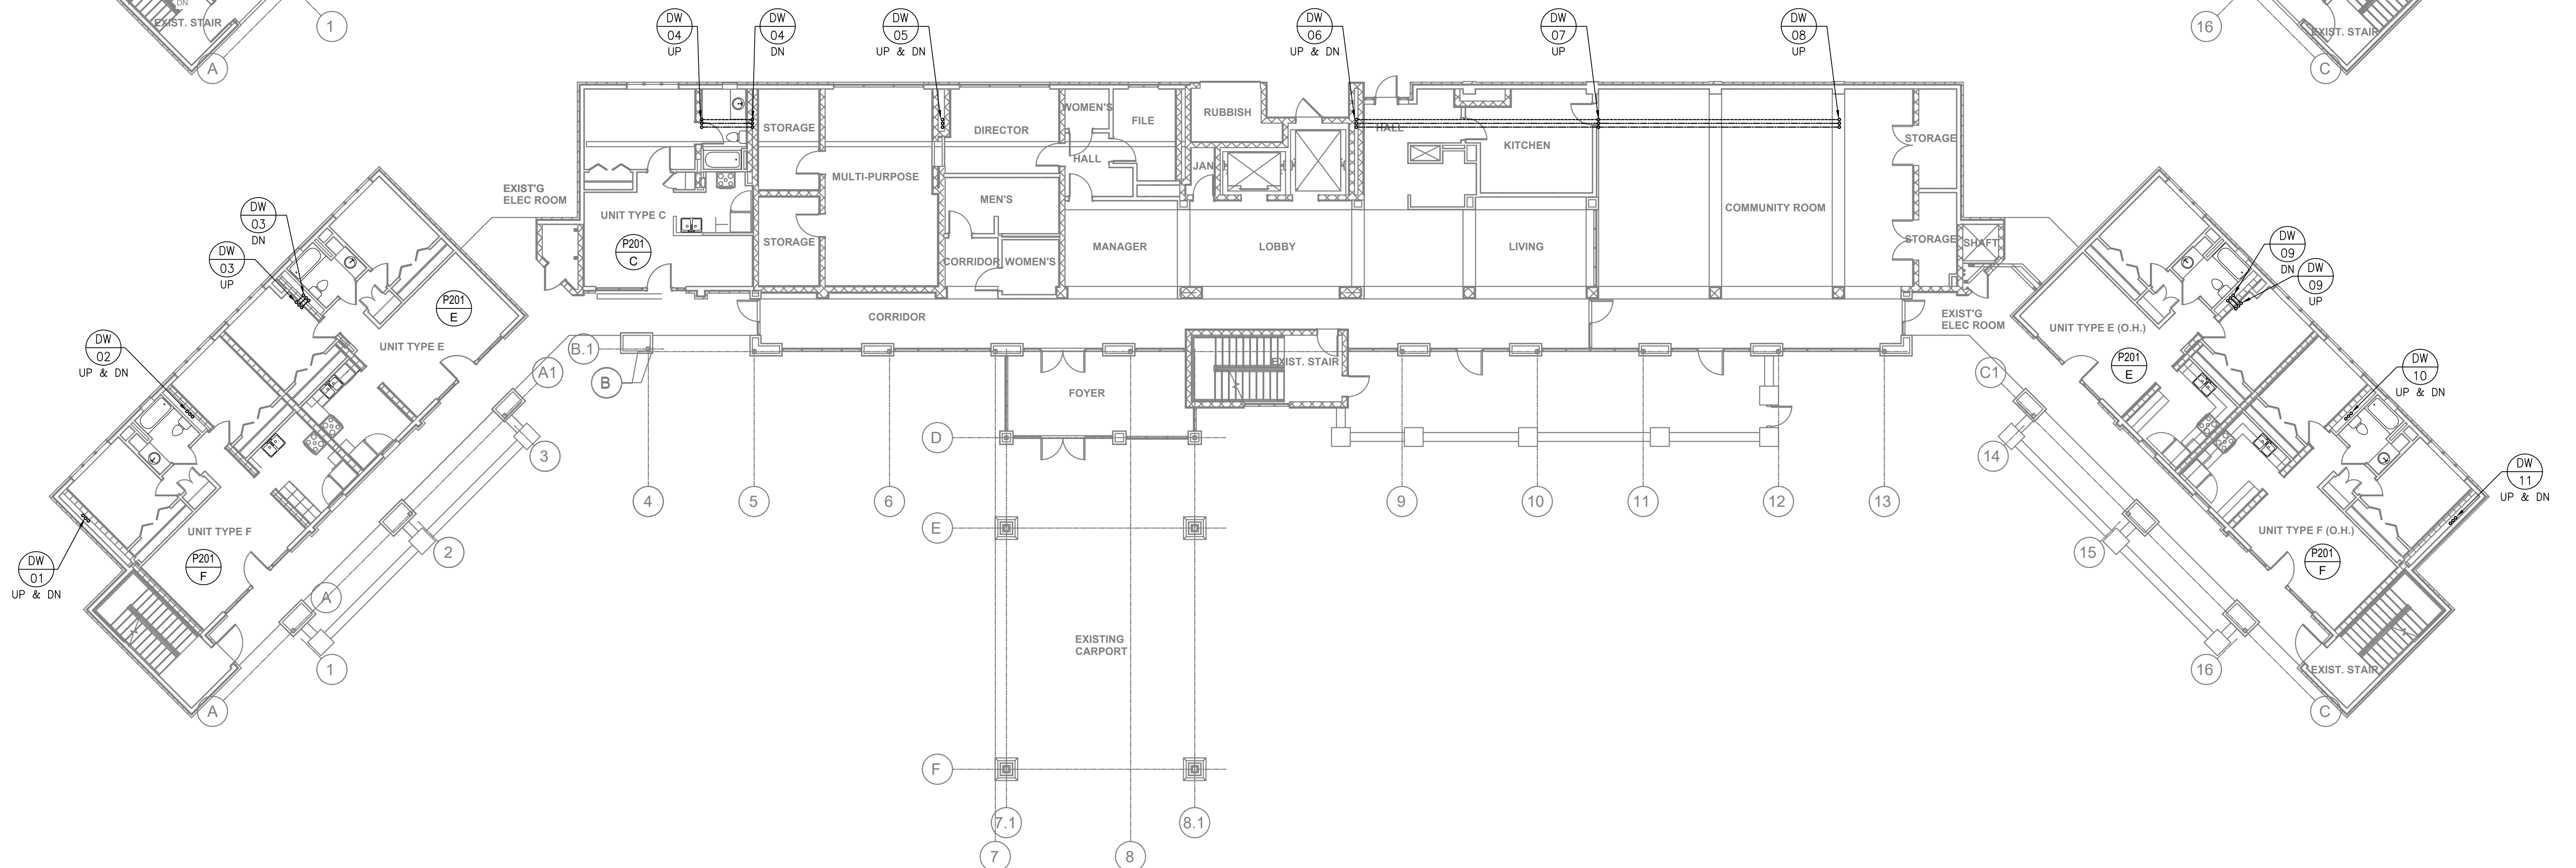 DN
EXIST. STAIR
1
A
DW
04
UP
DW
04
DN
DW
05
UP & DN
DW
06
UP & DN
DW
07
UP
DW
08
UP
16
EXIST. STAIR
C
STORAGE
MULTI-PURPOSE
DIRECTOR
WOMEN'S
FILE
HALL
RUBBISH
JAN
HALL
KITCHEN
STORAGE
COMMUNITY ROOM
EXIST'G
ELEC ROOM
UNIT TYPE C
P201
C
STORAGE
MEN'S
CORRIDOR
WOMEN'S
MANAGER
LOBBY
LIVING
STORAGE
SHAFT
CORRIDOR
EXIST. STAIR
FOYER
EXIST'G
ELEC ROOM
DW
03
DN
DW
03
UP
P201
E
UNIT TYPE E
DW
02
UP & DN
UNIT TYPE F
P201
F
DW
01
UP & DN
B.1
B
A1
A
3
2
1
A
4
5
6
D
E
F
EXISTING
CARPORT
7.1
8.1
7
8
9
10
11
12
13
DW
09
DN
DW
09
UP
UNIT TYPE E (O.H.)
P201
E
DW
10
UP & DN
DW
11
UP & DN
UNIT TYPE F (O.H.)
P201
F
C1
14
15
16
EXIST. STAIR
C